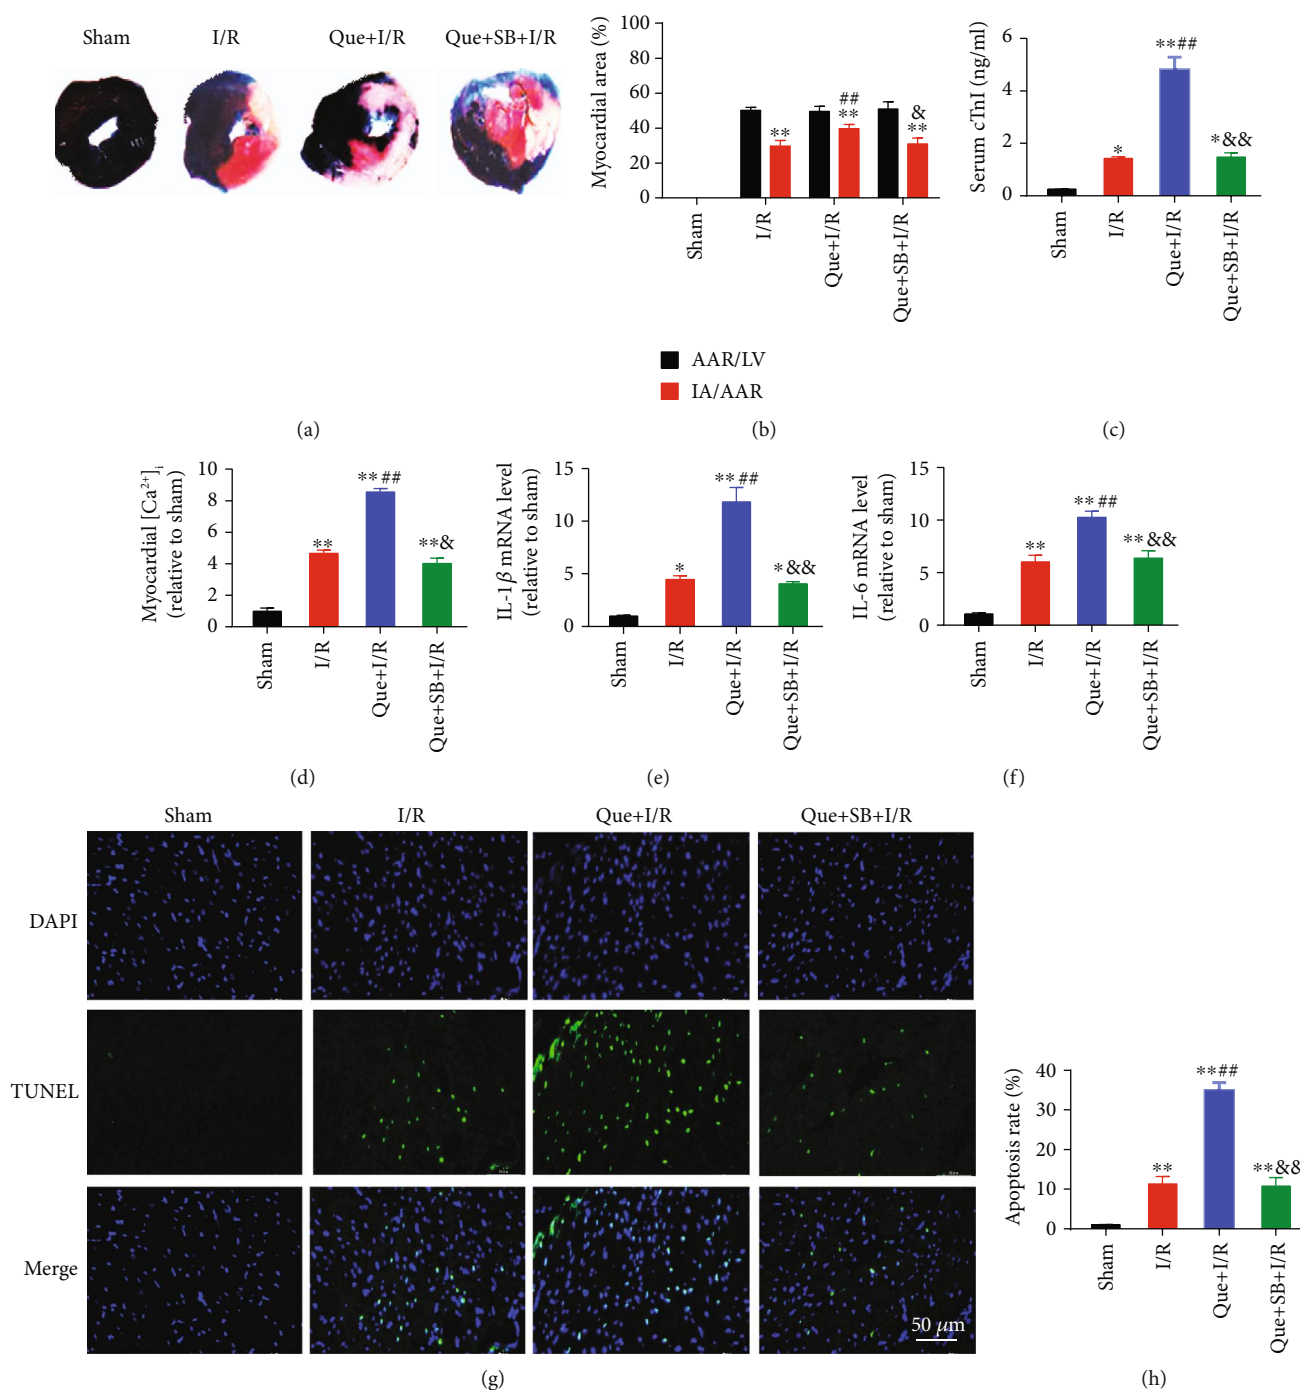 Sham I/R Que+I/R Que+SB+I/R
Myocardial area (%)
100
80
60
40
20
0
**
##
**
&
**
Sham
I/R
Que+I/R
Que+SB+I/R
AAR/LV
IA/AAR
Serum cTnI (ng/ml)
6
4
2
0
*
**##
*&&
Sham
I/R
Que+I/R
Que+SB+I/R
(a)
(b)
(c)
Myocardial [Ca²⁺]ᵢ
(relative to sham)
10
8
6
4
2
0
**
**##
**&
Sham
I/R
Que+I/R
Que+SB+I/R
(d)
IL-1β mRNA level
(relative to sham)
15
10
5
0
*
**##
*&&
Sham
I/R
Que+I/R
Que+SB+I/R
(e)
IL-6 mRNA level
(relative to sham)
15
10
5
0
**
**##
**&&
Sham
I/R
Que+I/R
Que+SB+I/R
(f)
Sham I/R Que+I/R Que+SB+I/R
DAPI
TUNEL
Merge
50 μm
(g)
Apoptosis rate (%)
40
30
20
10
0
**
**##
**&&
Sham
I/R
Que+I/R
Que+SB+I/R
(h)